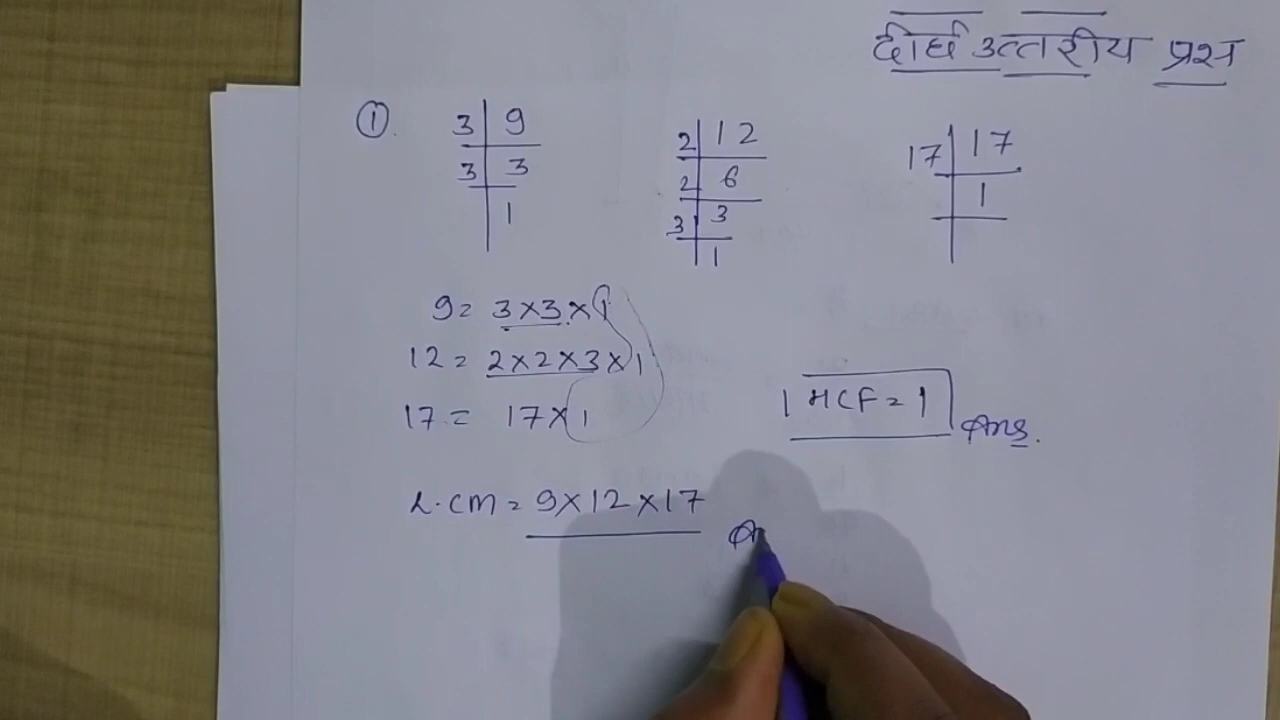 दीर्घ उत्तरीय प्रश्न
①. 3 | 9 2 | 12 17 | 17
3 | 3 2 | 6 | 1
| 1 3 | 3
| 1
9 = 3×3×1
12 = 2×2×3×1
17 = 17×1
HCF = 1 Ans.
L.cm = 9×12×17